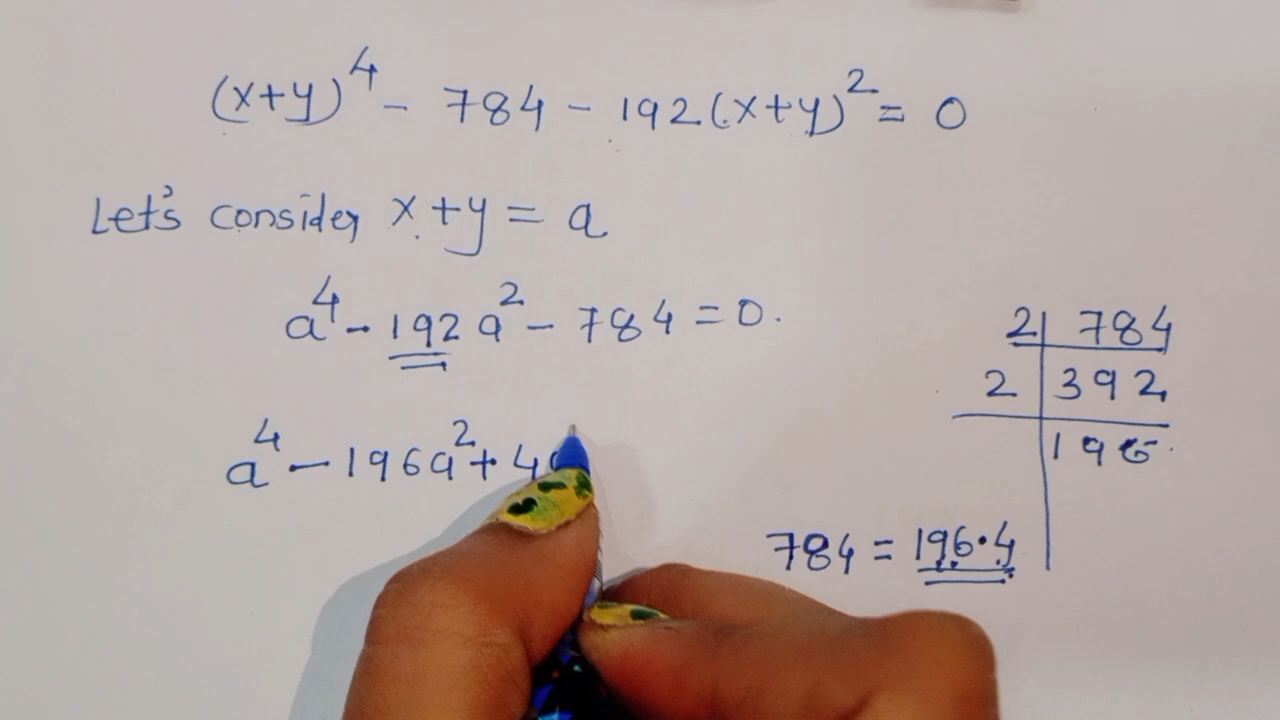 (x+y)⁴ - 784 - 192(x+y)² = 0
Let's consider x+y = a
a⁴ - 192a² - 784 = 0.
a⁴ - 196a² + 4
2 | 784
2 | 392
196.
784 = 196·4